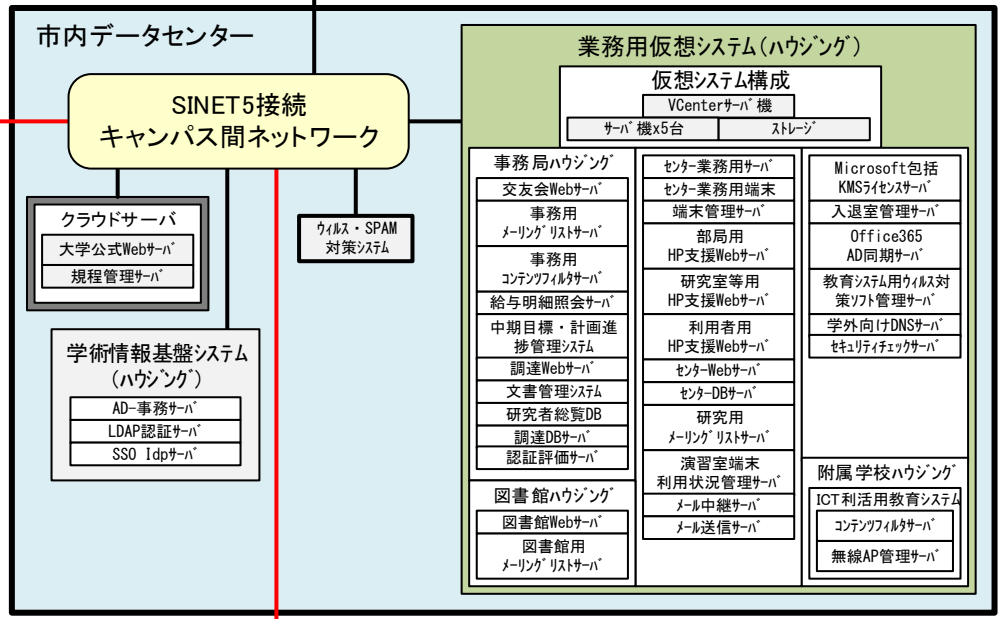 市内データセンター
SINET5接続
キャンパス間ネットワーク
クラウドサーバ
大学公式Webｻｰﾊﾞ
規程管理ｻｰﾊﾞ
ｳｨﾙｽ・SPAM
対策ｼｽﾃﾑ
学術情報基盤ｼｽﾃﾑ
(ﾊｳｼﾞﾝｸﾞ)
AD-事務ｻｰﾊﾞ
LDAP認証ｻｰﾊﾞ
SSO Idpｻｰﾊﾞ
業務用仮想ｼｽﾃﾑ(ﾊｳｼﾞﾝｸﾞ)
仮想ｼｽﾃﾑ構成
VCenterｻｰﾊﾞ機
ｻｰﾊﾞ機x5台
ｽﾄﾚｰｼﾞ
事務局ﾊｳｼﾞﾝｸﾞ
交友会Webｻｰﾊﾞ
事務用
ﾒｰﾘﾝｸﾞﾘｽﾄｻｰﾊﾞ
事務用
ｺﾝﾃﾝﾂﾌｨﾙﾀｻｰﾊﾞ
給与明細照会ｻｰﾊﾞ
中期目標・計画進
捗管理ｼｽﾃﾑ
調達Webｻｰﾊﾞ
文書管理ｼｽﾃﾑ
研究者総覧DB
調達DBｻｰﾊﾞ
認証評価ｻｰﾊﾞ
図書館ﾊｳｼﾞﾝｸﾞ
図書館Webｻｰﾊﾞ
図書館用
ﾒｰﾘﾝｸﾞﾘｽﾄｻｰﾊﾞ
ｾﾝﾀｰ業務用ｻｰﾊﾞ
ｾﾝﾀｰ業務用端末
端末管理ｻｰﾊﾞ
部局用
HP支援Webｻｰﾊﾞ
研究室等用
HP支援Webｻｰﾊﾞ
利用者用
HP支援Webｻｰﾊﾞ
ｾﾝﾀｰWebｻｰﾊﾞ
ｾﾝﾀｰDBｻｰﾊﾞ
研究用
ﾒｰﾘﾝｸﾞﾘｽﾄｻｰﾊﾞ
演習室端末
利用状況管理ｻｰﾊﾞ
ﾒｰﾙ中継ｻｰﾊﾞ
ﾒｰﾙ送信ｻｰﾊﾞ
Microsoft包括
KMSﾗｲｾﾝｽｻｰﾊﾞ
入退室管理ｻｰﾊﾞ
Office365
AD同期ｻｰﾊﾞ
教育ｼｽﾃﾑ用ｳｨﾙｽ対
策ｿﾌﾄ管理ｻｰﾊﾞ
学外向けDNSｻｰﾊﾞ
ｾｷｭﾘﾃｨﾁｪｯｸｻｰﾊﾞ
附属学校ﾊｳｼﾞﾝｸﾞ
ICT利活用教育ｼｽﾃﾑ
ｺﾝﾃﾝﾂﾌｨﾙﾀｻｰﾊﾞ
無線AP管理ｻｰﾊﾞ